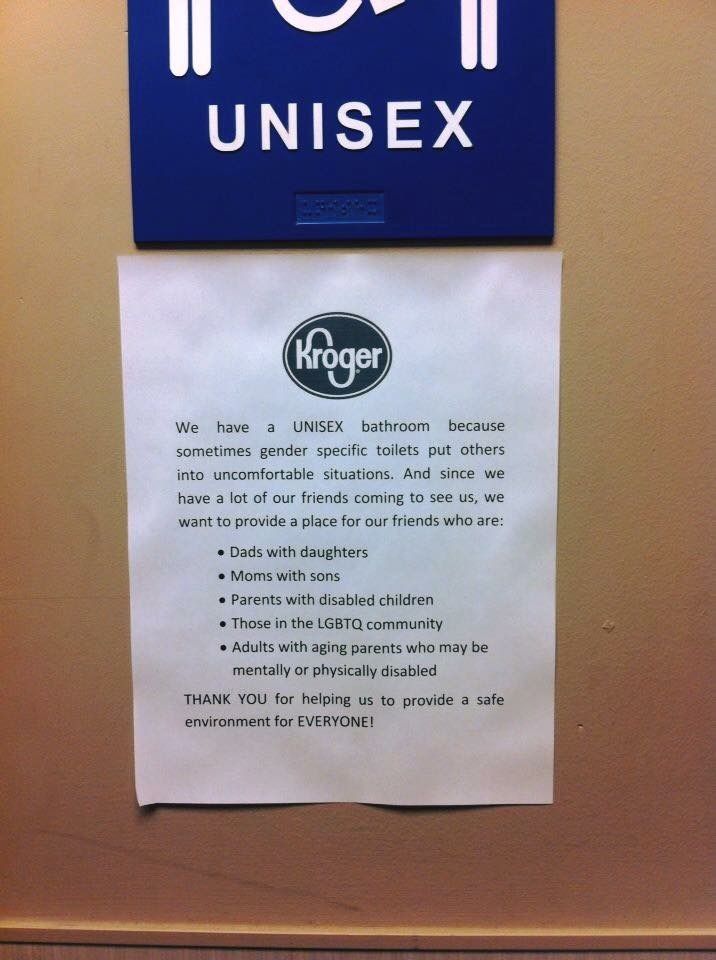 UNISEX
Kroger
We have a UNISEX bathroom because
sometimes gender specific toilets put others
into uncomfortable situations. And since we
have a lot of our friends coming to see us, we
want to provide a place for our friends who are:
• Dads with daughters
• Moms with sons
• Parents with disabled children
• Those in the LGBTQ community
• Adults with aging parents who may be
mentally or physically disabled
THANK YOU for helping us to provide a safe
environment for EVERYONE!